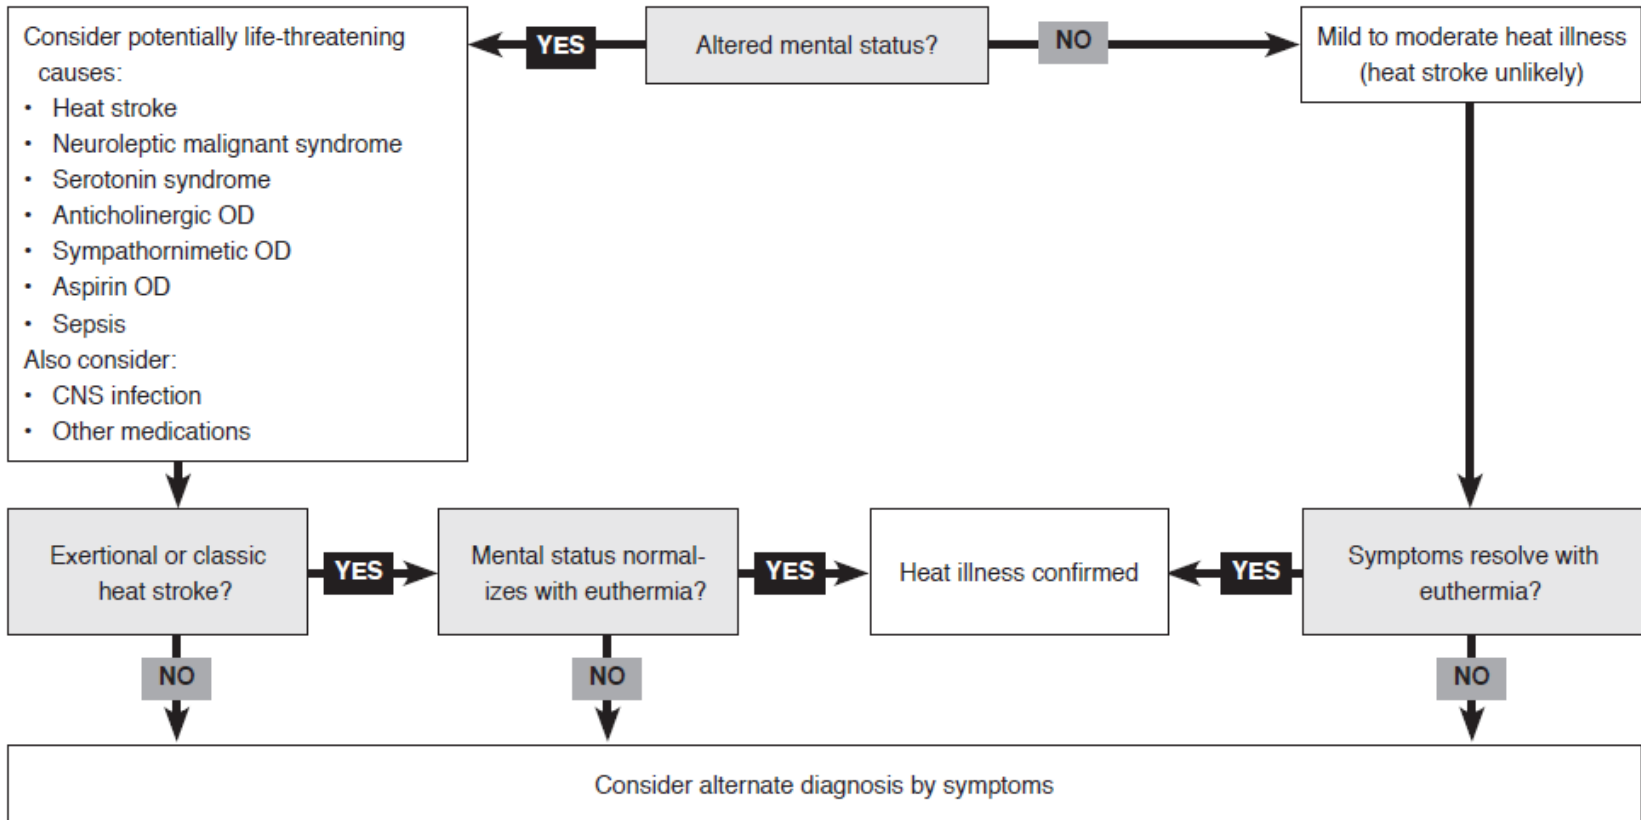 Consider potentially life-threatening
causes:
• Heat stroke
• Neuroleptic malignant syndrome
• Serotonin syndrome
• Anticholinergic OD
• Sympathornimetic OD
• Aspirin OD
• Sepsis
Also consider:
• CNS infection
• Other medications
YES
Altered mental status?
NO
Mild to moderate heat illness
(heat stroke unlikely)
Exertional or classic
heat stroke?
YES
Mental status normal-
izes with euthermia?
YES
Heat illness confirmed
YES
Symptoms resolve with
euthermia?
NO
NO
NO
Consider alternate diagnosis by symptoms